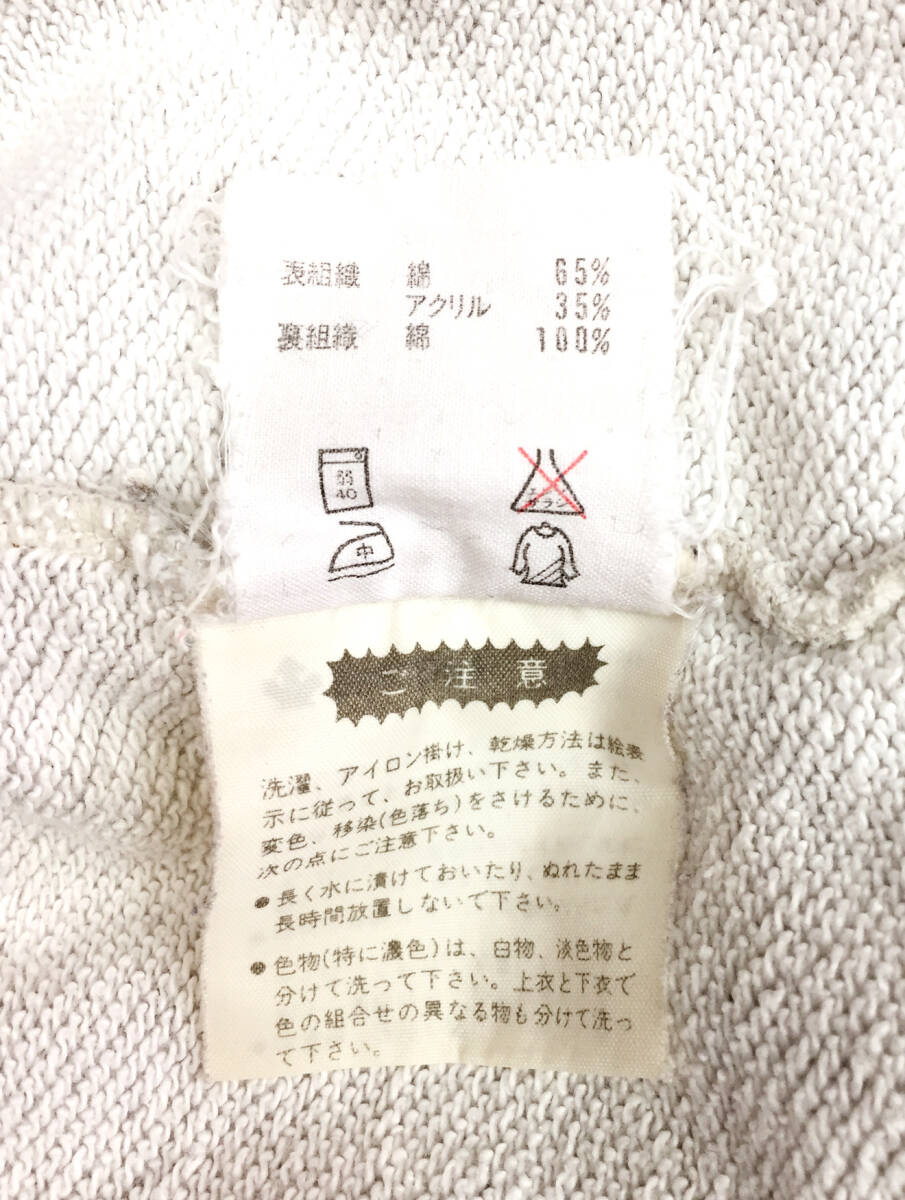 表組織 綿 65%
アクリル 35%
裏組織 綿 100%
弱
40
中
ご注意
洗濯、アイロン掛け、乾燥方法は絵表
示に従って、お取扱い下さい。また、
変色、移染(色落ち)をさけるために、
次の点にご注意下さい。
●長く水に漬けておいたり、ぬれたまま
長時間放置しないで下さい。
●色物(特に濃色)は、白物、淡色物と
分けて洗って下さい。上衣と下衣で
色の組合せの異なる物も分けて洗っ
て下さい。